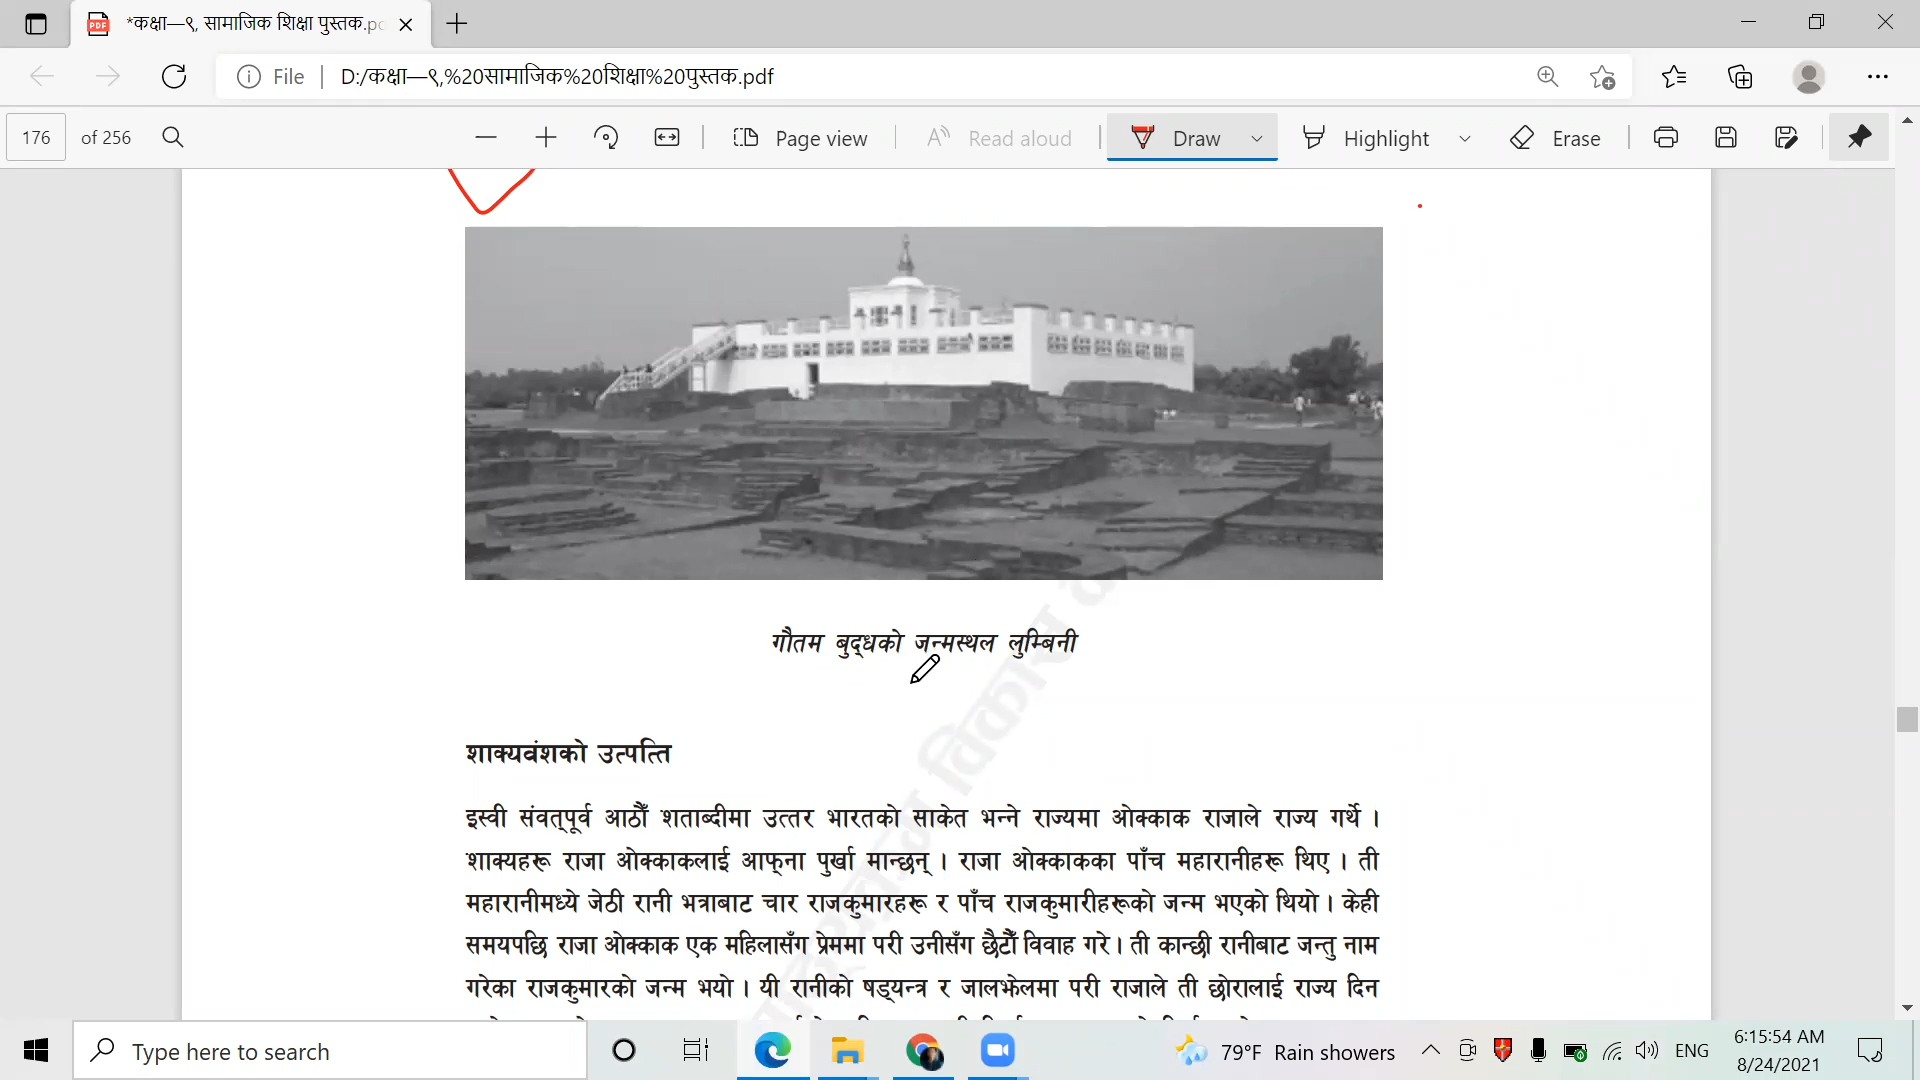 *कक्षा—९, सामाजिक शिक्षा पुस्तक.pd
File
D:/कक्षा—९,%20सामाजिक%20शिक्षा%20पुस्तक.pdf
176 of 256
Page view
Read aloud
Draw
Highlight
Erase
गौतम बुद्धको जन्मस्थल लुम्बिनी
शाक्यवंशको उत्पत्ति
इस्वी संवत्पूर्व आठौँ शताब्दीमा उत्तर भारतको साकेत भन्ने राज्यमा ओक्काक राजाले राज्य गर्थे ।
शाक्यहरू राजा ओक्काकलाई आफ्ना पुर्खा मान्छन् । राजा ओक्काकका पाँच महारानीहरू थिए । ती
महारानीमध्ये जेठी रानी भत्राबाट चार राजकुमारहरू र पाँच राजकुमारीहरूको जन्म भएको थियो । केही
समयपछि राजा ओक्काक एक महिलासँग प्रेममा परी उनीसँग छैटौँ विवाह गरे । ती कान्छी रानीबाट जन्तु नाम
गरेका राजकुमारको जन्म भयो । यी रानीको षड्यन्त्र र जालझेलमा परी राजाले ती छोरालाई राज्य दिन
Type here to search
79°F Rain showers
ENG
6:15:54 AM
8/24/2021